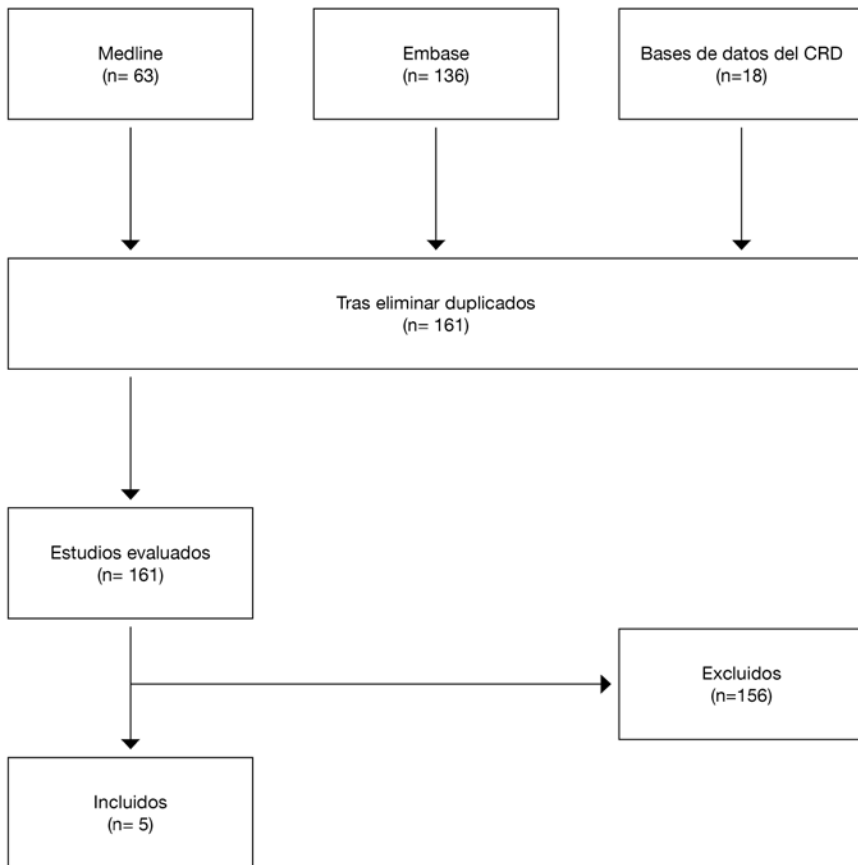 Medline
(n= 63)
Embase
(n= 136)
Bases de datos del CRD
(n=18)
Tras eliminar duplicados
(n= 161)
Estudios evaluados
(n= 161)
Excluidos
(n=156)
Incluidos
(n= 5)